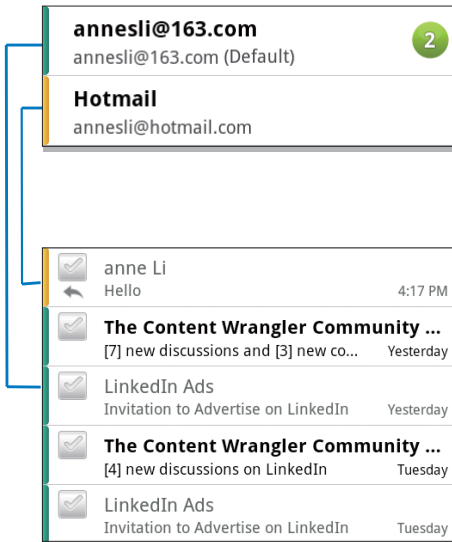 annesli@163.com
annesli@163.com (Default)
2
Hotmail
annesli@hotmail.com
anne Li
Hello 4:17 PM
The Content Wrangler Community ...
[7] new discussions and [3] new co... Yesterday
LinkedIn Ads
Invitation to Advertise on LinkedIn Yesterday
The Content Wrangler Community ...
[4] new discussions on LinkedIn Tuesday
LinkedIn Ads
Invitation to Advertise on LinkedIn Tuesday